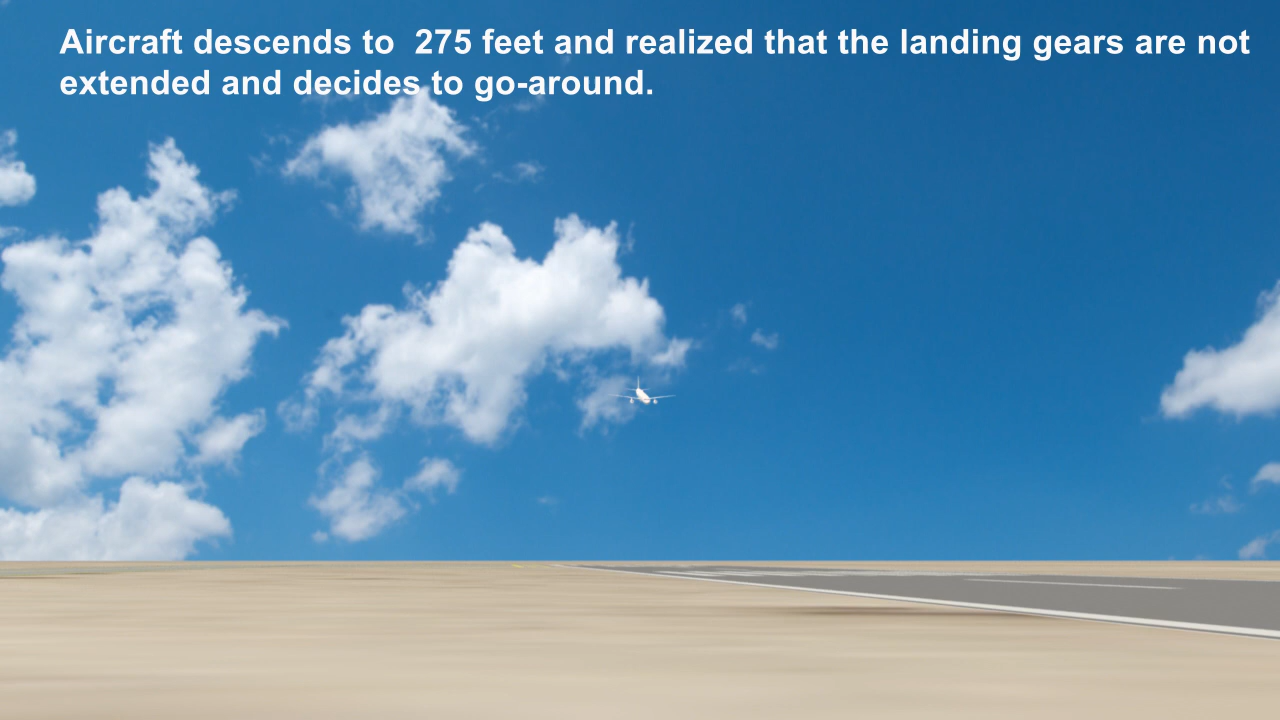 Aircraft descends to  275 feet and realized that the landing gears are not
extended and decides to go-around.